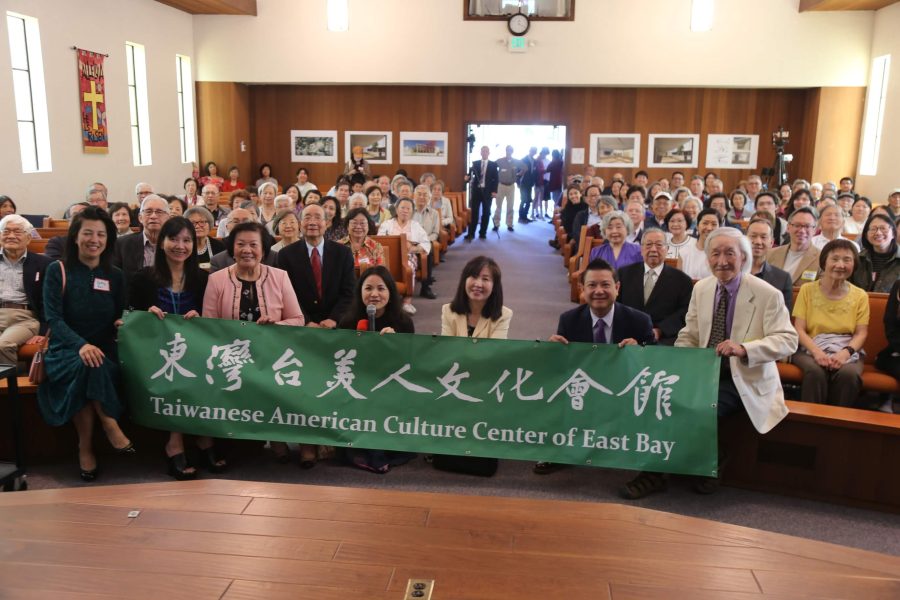 東灣台美人文化會館
Taiwanese American Culture Center of East Bay